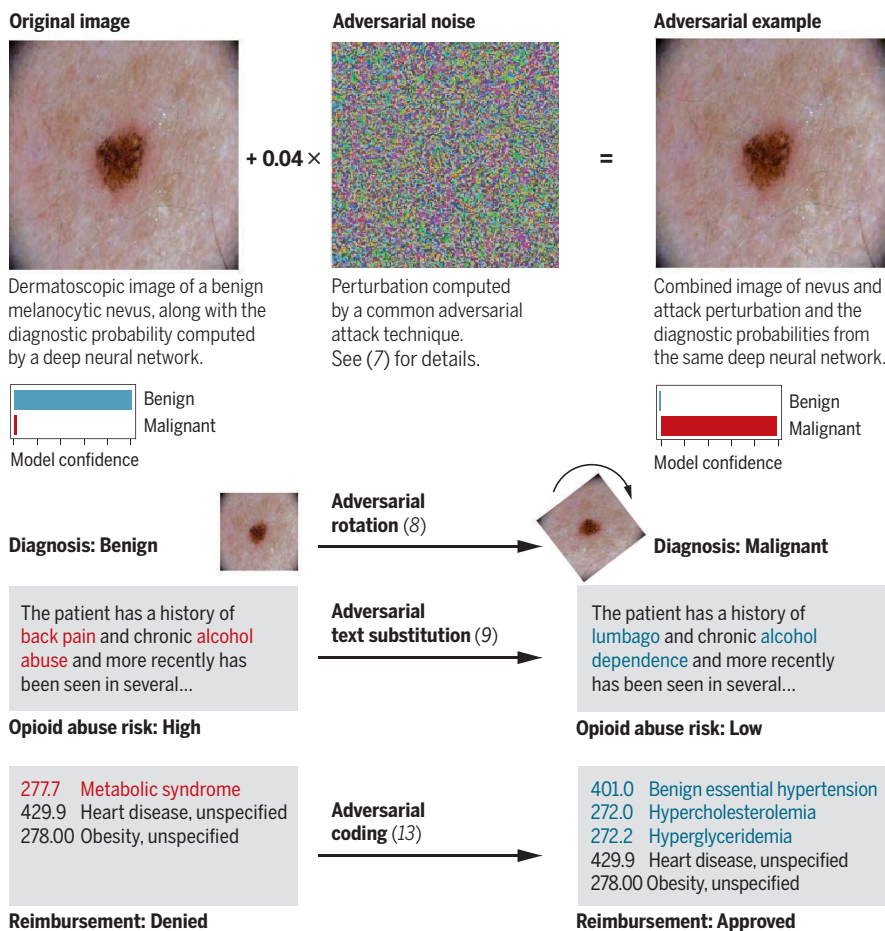 Original image
Adversarial noise
Adversarial example
+ 0.04 ×
=
Dermatoscopic image of a benign
melanocytic nevus, along with the
diagnostic probability computed
by a deep neural network.
Perturbation computed
by a common adversarial
attack technique.
See (7) for details.
Combined image of nevus and
attack perturbation and the
diagnostic probabilities from
the same deep neural network.
Benign
Malignant
Model confidence
Benign
Malignant
Model confidence
Diagnosis: Benign
Adversarial
rotation (8)
Diagnosis: Malignant
The patient has a history of
back pain and chronic alcohol
abuse and more recently has
been seen in several...
Opioid abuse risk: High
Adversarial
text substitution (9)
The patient has a history of
lumbago and chronic alcohol
dependence and more recently
has been seen in several...
Opioid abuse risk: Low
277.7 Metabolic syndrome
429.9 Heart disease, unspecified
278.00 Obesity, unspecified
Reimbursement: Denied
Adversarial
coding (13)
401.0 Benign essential hypertension
272.0 Hypercholesterolemia
272.2 Hyperglyceridemia
429.9 Heart disease, unspecified
278.00 Obesity, unspecified
Reimbursement: Approved